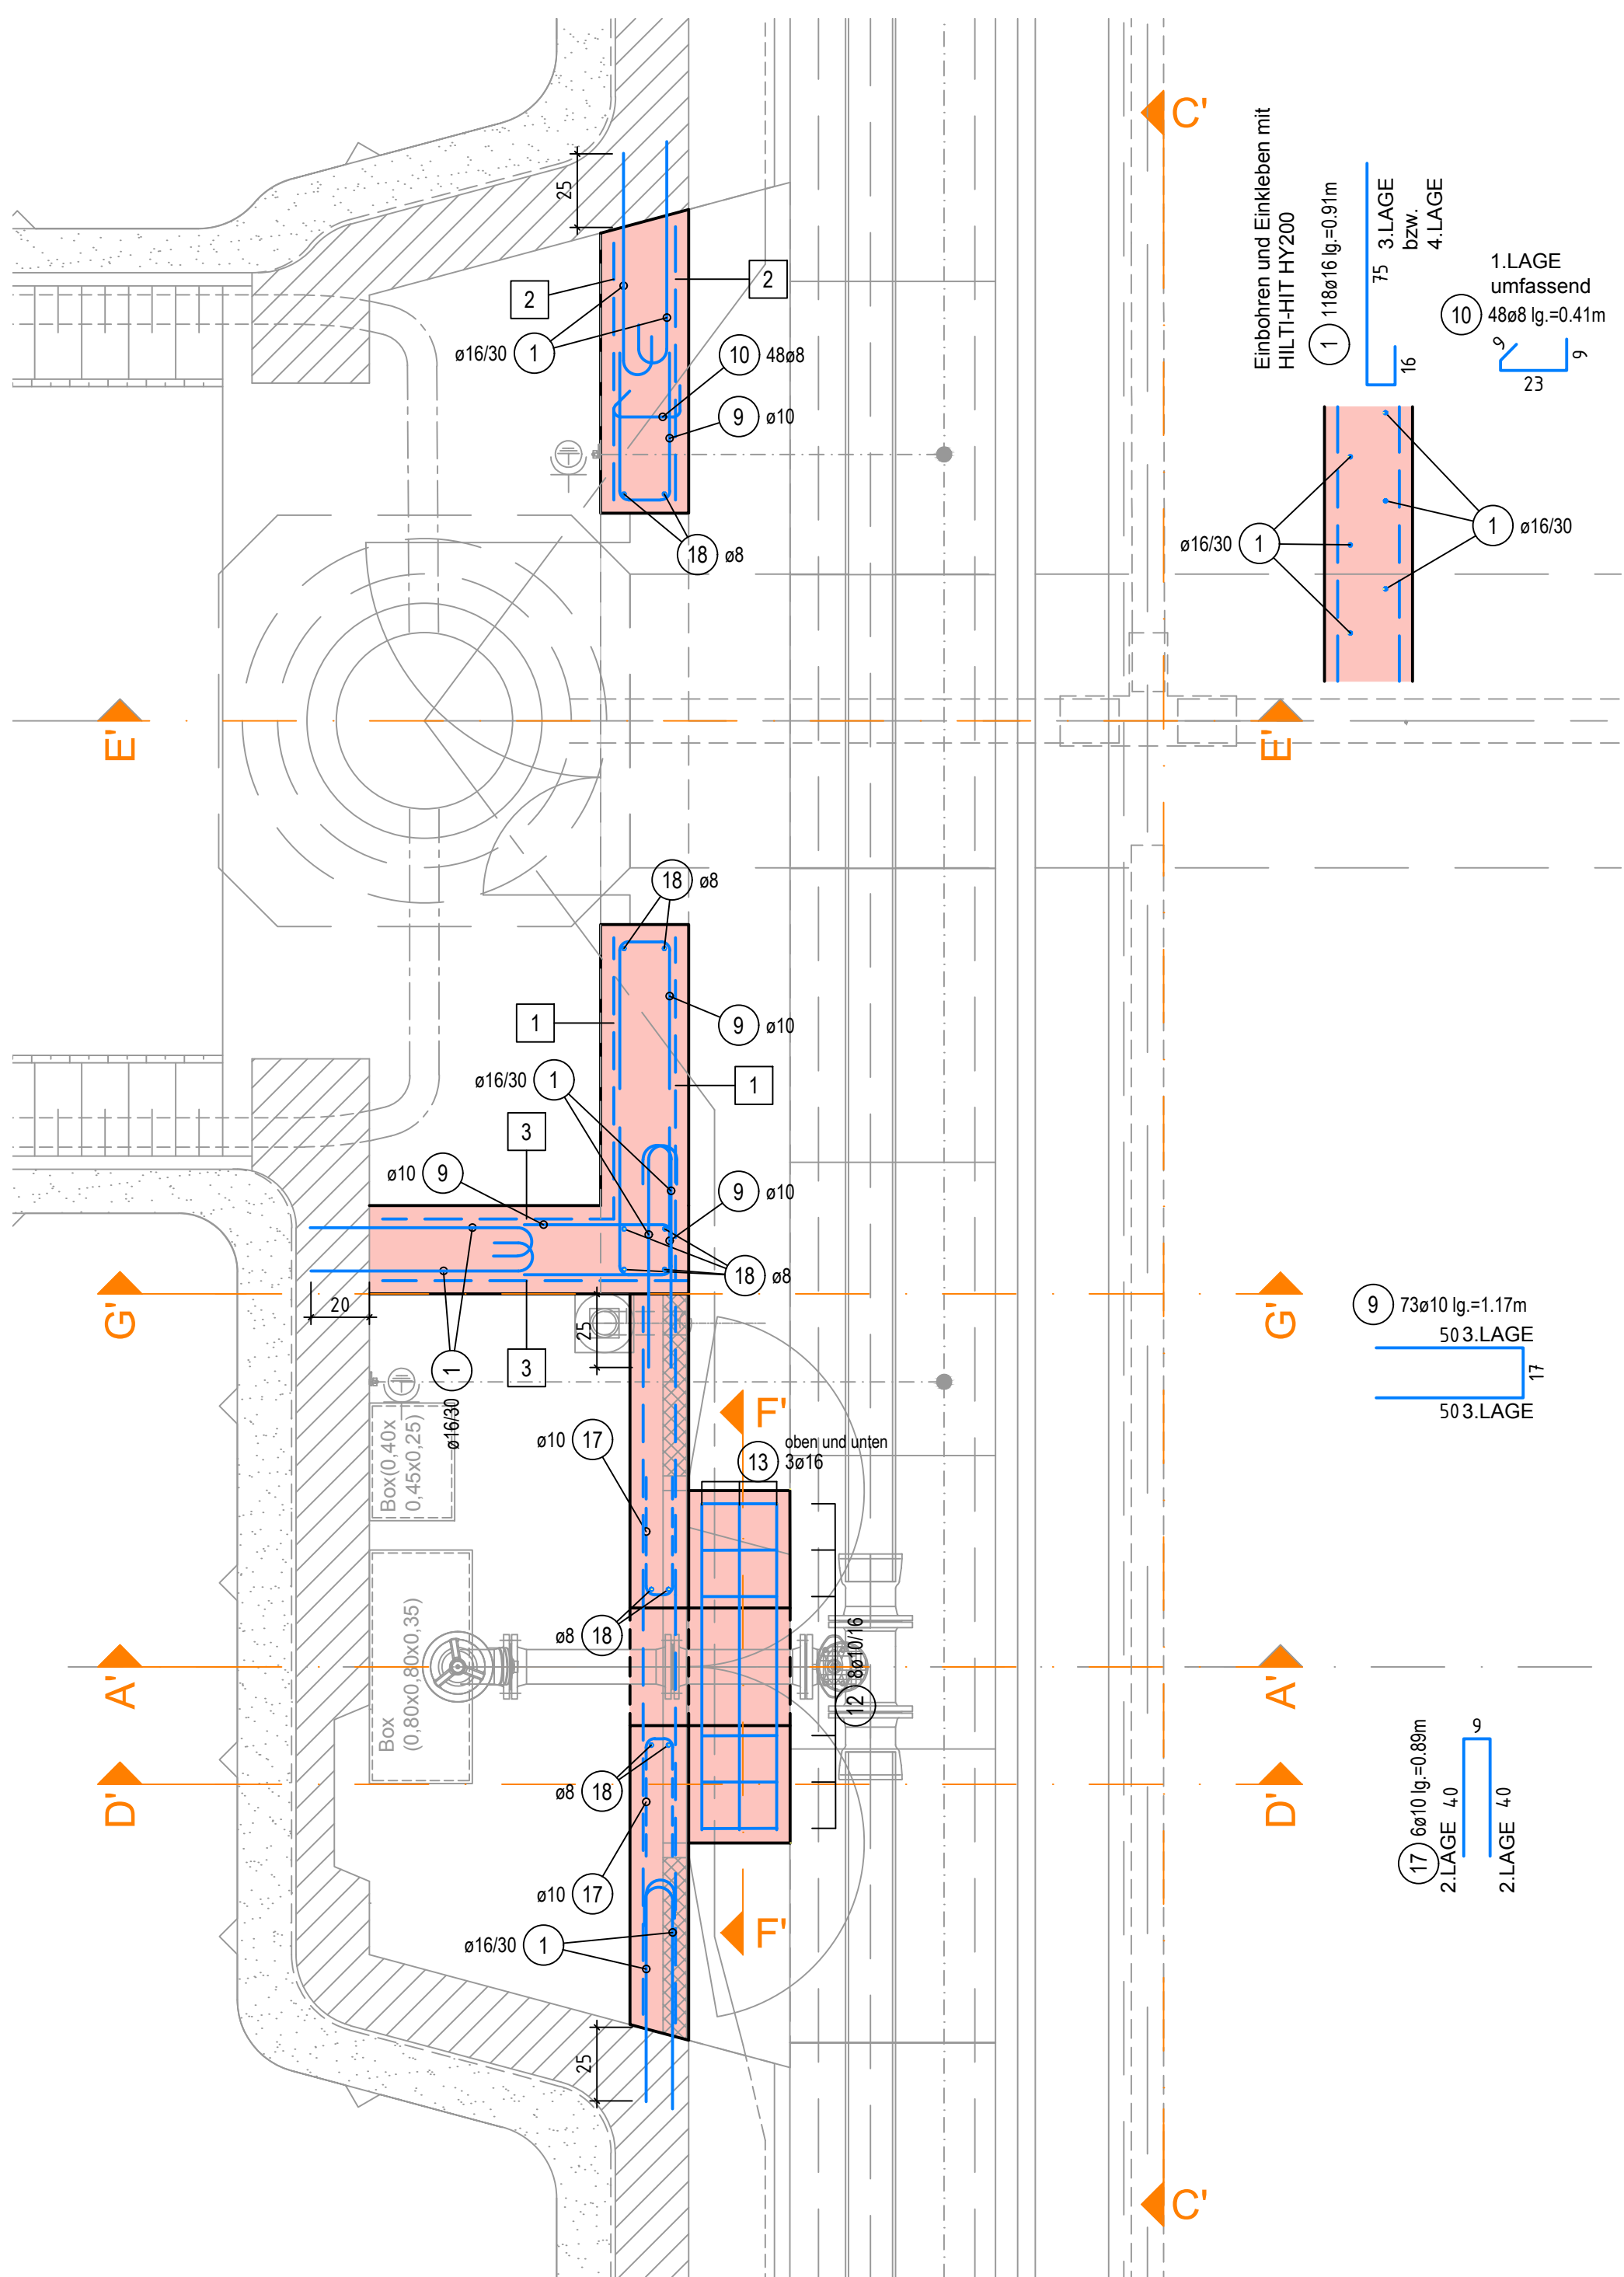 C'
Einbohren und Einkleben mit
HILTI-HIT HY200
1 118ø16 lg.=0.91m
75
3.LAGE
bzw.
4.LAGE
16
1.LAGE
umfassend
10 48ø8 lg.=0.41m
9
9
23
25
2
2
ø16/30 1
10 48ø8
9 ø10
18 ø8
ø16/30 1
1 ø16/30
E'
E'
18 ø8
1
9 ø10
ø16/30 1
1
3
ø10 9
9 ø10
18 ø8
20
25
G'
G'
1 ø16/30
3
9 73ø10 lg.=1.17m
50 3.LAGE
17
50 3.LAGE
Box(0,40x
0,45x0,25)
F'
ø10 17
oben und unten
13 3ø16
Box
(0,80x0,80x0,35)
ø8 18
12 8ø10/16
A'
A'
ø8 18
D'
D'
17 6ø10 lg.=0.89m
9
2.LAGE 40
2.LAGE 40
ø10 17
F'
ø16/30 1
25
C'